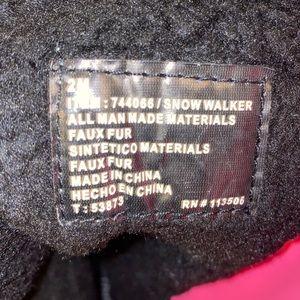 ITEM : 744066 / SNOW WALKER
ALL MAN MADE MATERIALS
FAUX FUR
SINTETICO MATERIALS
FAUX FUR
MADE IN CHINA
HECHO EN CHINA
T : 53873 RN # 113506